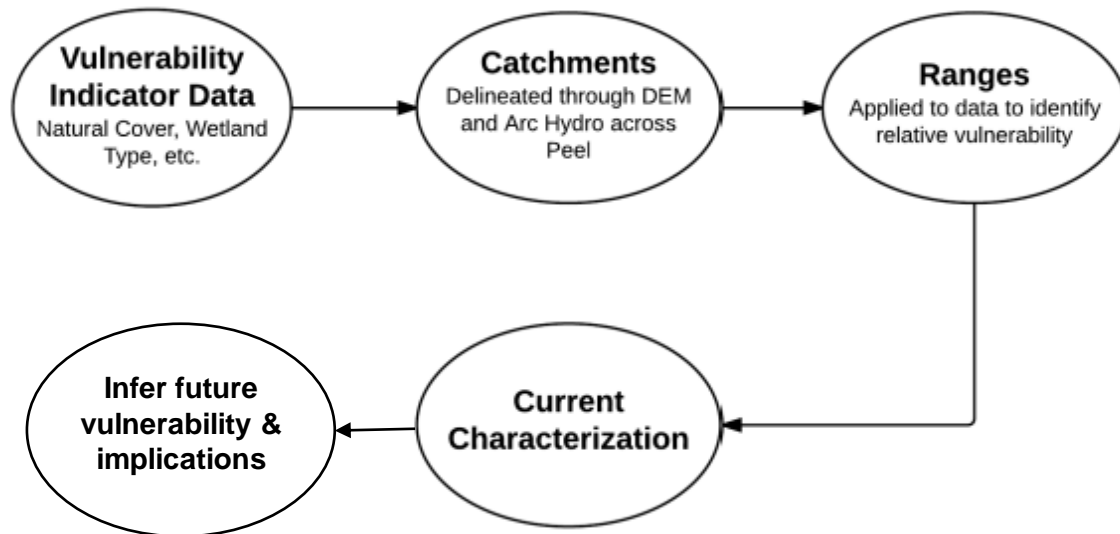 Vulnerability
Indicator Data
Natural Cover, Wetland
Type, etc.
Catchments
Delineated through DEM
and Arc Hydro across
Peel
Ranges
Applied to data to identify
relative vulnerability
Infer future
vulnerability &
implications
Current
Characterization